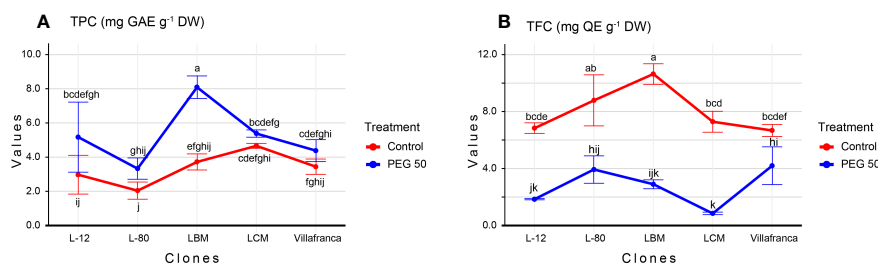 A
TPC (mg GAE g⁻¹ DW)
10.0
8.0
6.0
4.0
2.0
0.0
Values
bcdefgh
ij
ghij
j
a
efghij
bcdefg
cdefghi
cdefghi
fghij
L-12
L-80
LBM
LCM
Villafranca
Clones
Treatment
Control
PEG 50
B
TFC (mg QE g⁻¹ DW)
12.0
8.0
4.0
0.0
Values
bcde
jk
ab
hij
a
ijk
bcd
k
bcdef
hi
L-12
L-80
LBM
LCM
Villafranca
Clones
Treatment
Control
PEG 50